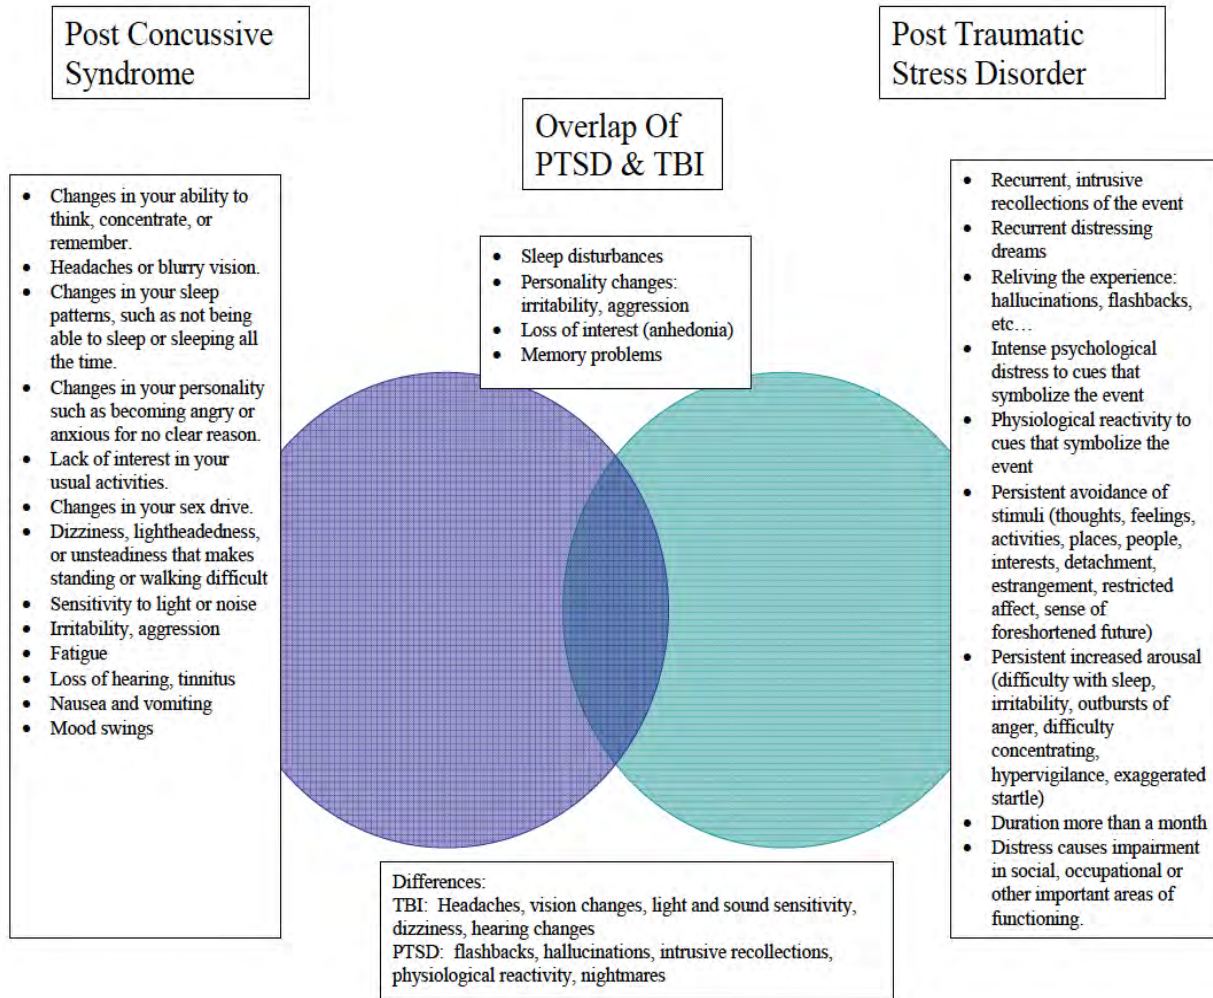 Post Concussive
Syndrome
Post Traumatic
Stress Disorder
Overlap Of
PTSD & TBI
• Changes in your ability to
think, concentrate, or
remember.
• Headaches or blurry vision.
• Changes in your sleep
patterns, such as not being
able to sleep or sleeping all
the time.
• Changes in your personality
such as becoming angry or
anxious for no clear reason.
• Lack of interest in your
usual activities.
• Changes in your sex drive.
• Dizziness, lightheadedness,
or unsteadiness that makes
standing or walking difficult
• Sensitivity to light or noise
• Irritability, aggression
• Fatigue
• Loss of hearing, tinnitus
• Nausea and vomiting
• Mood swings
• Sleep disturbances
• Personality changes:
irritability, aggression
• Loss of interest (anhedonia)
• Memory problems
• Recurrent, intrusive
recollections of the event
• Recurrent distressing
dreams
• Reliving the experience:
hallucinations, flashbacks,
etc…
• Intense psychological
distress to cues that
symbolize the event
• Physiological reactivity to
cues that symbolize the
event
• Persistent avoidance of
stimuli (thoughts, feelings,
activities, places, people,
interests, detachment,
estrangement, restricted
affect, sense of
foreshortened future)
• Persistent increased arousal
(difficulty with sleep,
irritability, outbursts of
anger, difficulty
concentrating,
hypervigilance, exaggerated
startle)
• Duration more than a month
• Distress causes impairment
in social, occupational or
other important areas of
functioning.
Differences:
TBI: Headaches, vision changes, light and sound sensitivity,
dizziness, hearing changes
PTSD: flashbacks, hallucinations, intrusive recollections,
physiological reactivity, nightmares